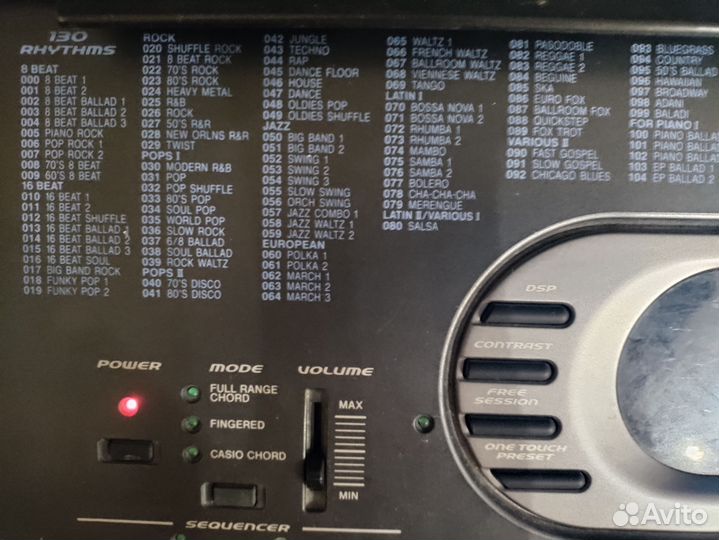 130
RHYTHMS
8 BEAT
000 8 BEAT 1
001 8 BEAT 2
002 8 BEAT BALLAD 1
003 8 BEAT BALLAD 2
004 8 BEAT BALLAD 3
005 PIANO ROCK
006 POP ROCK 1
007 POP ROCK 2
008 70'S 8 BEAT
009 60'S 8 BEAT
16 BEAT
010 16 BEAT 1
011 16 BEAT 2
012 16 BEAT SHUFFLE
013 16 BEAT BALLAD 1
014 16 BEAT BALLAD 2
015 16 BEAT BALLAD 3
016 16 BEAT SOUL
017 BIG BAND ROCK
018 FUNKY POP 1
019 FUNKY POP 2
ROCK
020 SHUFFLE ROCK
021 8 BEAT ROCK
022 70'S ROCK
023 80'S ROCK
024 HEAVY METAL
025 R&B
026 ROCK
027 50'S R&R
028 NEW ORLNS R&R
029 TWIST
POPS I
030 MODERN R&B
031 POP
032 POP SHUFFLE
033 80'S POP
034 SOUL POP
035 WORLD POP
036 SLOW ROCK
037 6/8 BALLAD
038 SOUL BALLAD
039 ROCK WALTZ
POPS II
040 70'S DISCO
041 80'S DISCO
042 JUNGLE
043 TECHNO
044 RAP
045 DANCE FLOOR
046 HOUSE
047 DANCE
048 OLDIES POP
049 OLDIES SHUFFLE
JAZZ
050 BIG BAND 1
051 BIG BAND 2
052 SWING 1
053 SWING 2
054 SWING 3
055 SLOW SWING
056 ORCH SWING
057 JAZZ COMBO 1
058 JAZZ WALTZ 1
059 JAZZ WALTZ 2
EUROPEAN
060 POLKA 1
061 POLKA 2
062 MARCH 1
063 MARCH 2
064 MARCH 3
065 WALTZ 1
066 FRENCH WALTZ
067 BALLROOM WALTZ
068 VIENNESE WALTZ
069 TANGO
LATIN I
070 BOSSA NOVA 1
071 BOSSA NOVA 2
072 RHUMBA 1
073 RHUMBA 2
074 MAMBO
075 SAMBA 1
076 SAMBA 2
077 BOLERO
078 CHA-CHA-CHA
079 MERENGUE
LATIN II/VARIOUS I
080 SALSA
081 PASODOBLE
082 REGGAE 1
083 REGGAE 2
084 BEGUINE
085 SKA
086 EURO FOX
087 BALLROOM FOX
088 QUICKSTEP
089 FOX TROT
VARIOUS II
090 FAST GOSPEL
091 SLOW GOSPEL
092 CHICAGO BLUES
093 BLUEGRASS
094 COUNTRY
095 50'S BALLAD
096 HAWAIIAN
097 BROADWAY
098 ADANI
099 BALADI
FOR PIANO I
100 PIANO BALLAD
101 PIANO BALLAD
102 PIANO BALLAD
103 EP BALLAD 1
104 EP BALLAD 2
POWER
MODE
FULL RANGE
CHORD
FINGERED
CASIO CHORD
VOLUME
MAX
MIN
SEQUENCER
DSP
CONTRAST
FREE
SESSION
ONE TOUCH
PRESET
Avito